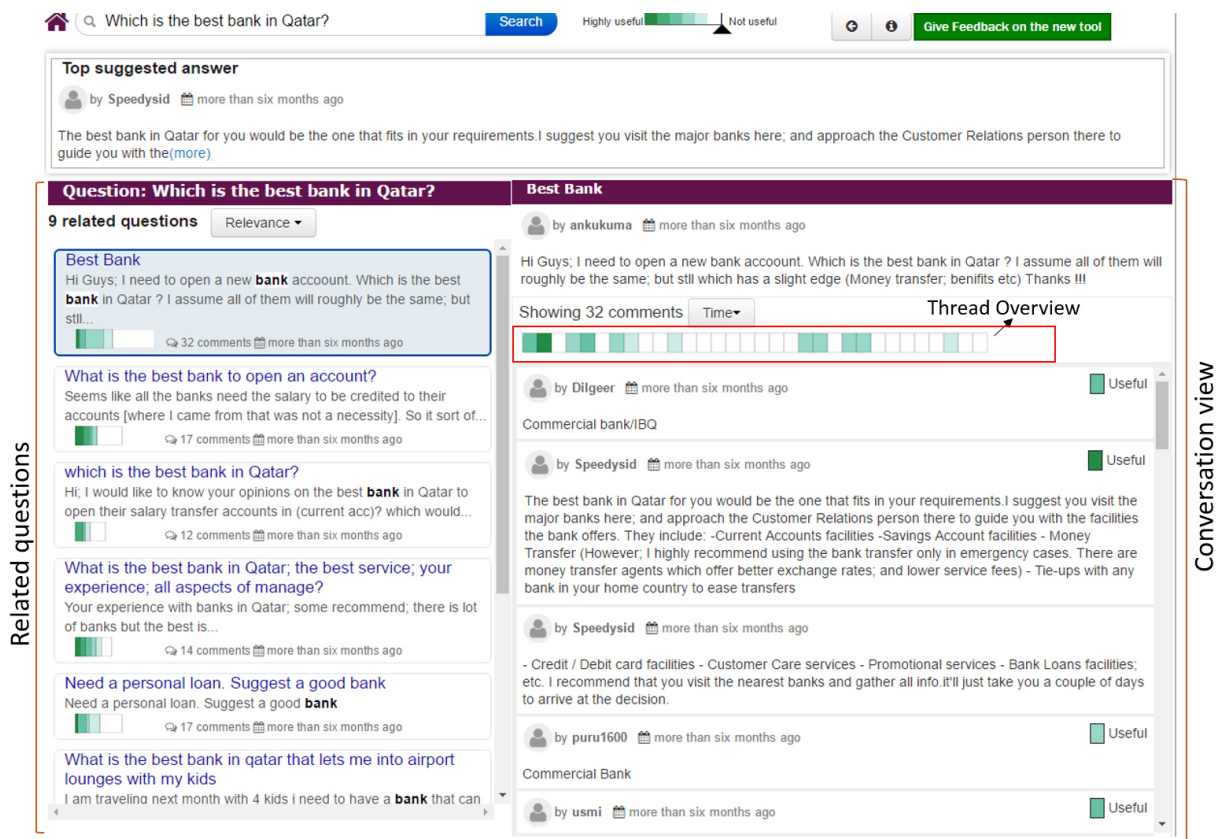 Which is the best bank in Qatar?
Search
Highly useful
Not useful
Give Feedback on the new tool
Top suggested answer
by Speedysid more than six months ago
The best bank in Qatar for you would be the one that fits in your requirements.I suggest you visit the major banks here; and approach the Customer Relations person there to
guide you with the(more)
Related questions
Question: Which is the best bank in Qatar?
9 related questions
Relevance
Best Bank
Hi Guys; I need to open a new bank accoount. Which is the best
bank in Qatar ? I assume all of them will roughly be the same; but
stll...
32 comments more than six months ago
What is the best bank to open an account?
Seems like all the banks need the salary to be credited to their
accounts [where I came from that was not a necessity]. So it sort of...
17 comments more than six months ago
which is the best bank in Qatar?
Hi; I would like to know your opinions on the best bank in Qatar to
open their salary transfer accounts in (current acc)? which would...
12 comments more than six months ago
What is the best bank in Qatar; the best service; your
experience; all aspects of manage?
Your experience with banks in Qatar; some recommend; there is lot
of banks but the best is...
14 comments more than six months ago
Need a personal loan. Suggest a good bank
Need a personal loan. Suggest a good bank
17 comments more than six months ago
What is the best bank in qatar that lets me into airport
lounges with my kids
I am traveling next month with 4 kids i need to have a bank that can
Best Bank
by ankukuma more than six months ago
Hi Guys; I need to open a new bank accoount. Which is the best bank in Qatar ? I assume all of them will
roughly be the same; but stll which has a slight edge (Money transfer; benifits etc) Thanks !!!
Showing 32 comments
Time
Thread Overview
by Dilgeer more than six months ago
Useful
Commercial bank/IBQ
by Speedysid more than six months ago
Useful
The best bank in Qatar for you would be the one that fits in your requirements.I suggest you visit the
major banks here; and approach the Customer Relations person there to guide you with the facilities
the bank offers. They include: -Current Accounts facilities -Savings Account facilities - Money
Transfer (However; I highly recommend using the bank transfer only in emergency cases. There are
money transfer agents which offer better exchange rates; and lower service fees) - Tie-ups with any
bank in your home country to ease transfers
by Speedysid more than six months ago
- Credit / Debit card facilities - Customer Care services - Promotional services - Bank Loans facilities;
etc. I recommend that you visit the nearest banks and gather all info.it'll just take you a couple of days
to arrive at the decision.
by puru1600 more than six months ago
Useful
Commercial Bank
by usmi more than six months ago
Useful
Conversation view